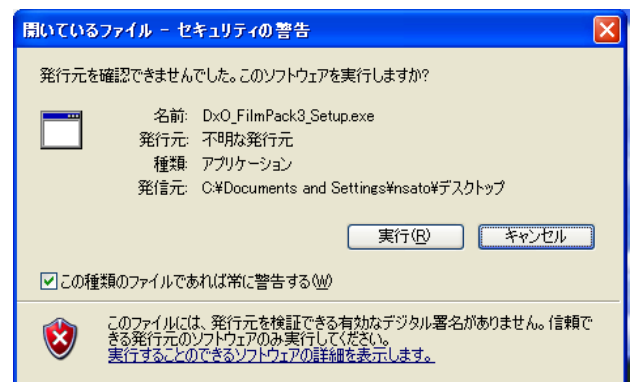 開いているファイル - セキュリティの警告
発行元を確認できませんでした。このソフトウェアを実行しますか?
名前: DxO_FilmPack3_Setup.exe
発行元: 不明な発行元
種類: アプリケーション
発信元: C:¥Documents and Settings¥nsato¥デスクトップ
実行(R)
キャンセル
この種類のファイルであれば常に警告する(W)
このファイルには、発行元を検証できる有効なデジタル署名がありません。信頼で
きる発行元のソフトウェアのみ実行してください。
実行することのできるソフトウェアの詳細を表示します。